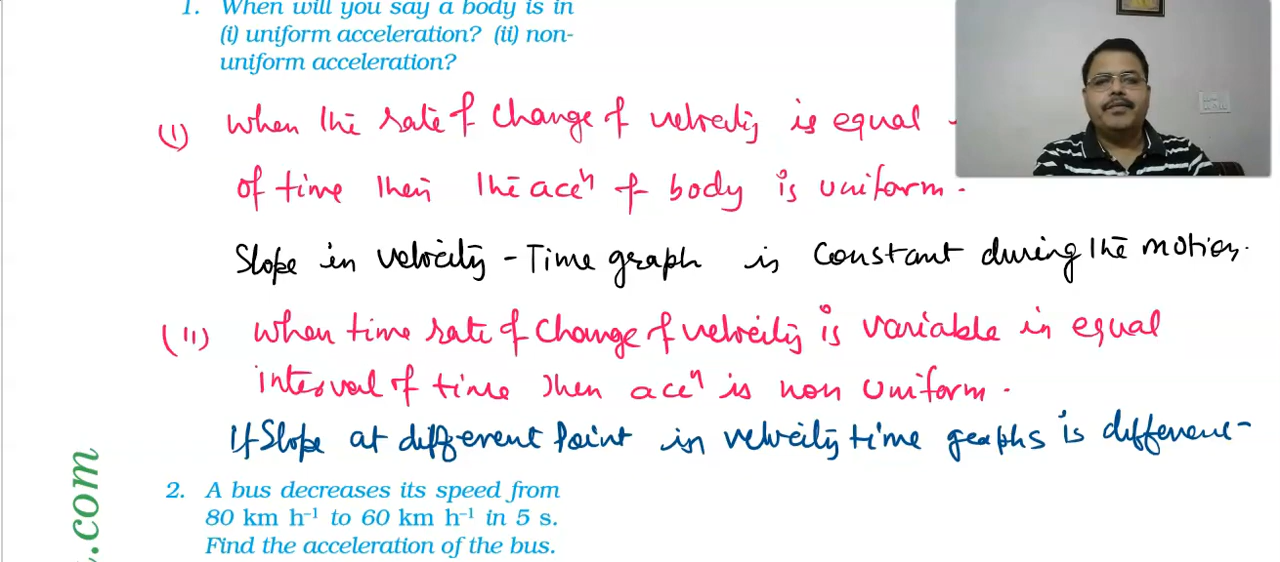 1. When will you say a body is in
(i) uniform acceleration? (ii) non-
uniform acceleration?
(i) When the rate of change of velocity is equal
of time then the accn of body is uniform.
Slope in velocity - Time graph is constant during the motion.
(ii) When time rate of change of velocity is variable in equal
interval of time then accn is non uniform.
If Slope at different point in velocity time graphs is different-
2. A bus decreases its speed from
80 km h⁻¹ to 60 km h⁻¹ in 5 s.
Find the acceleration of the bus.
.com